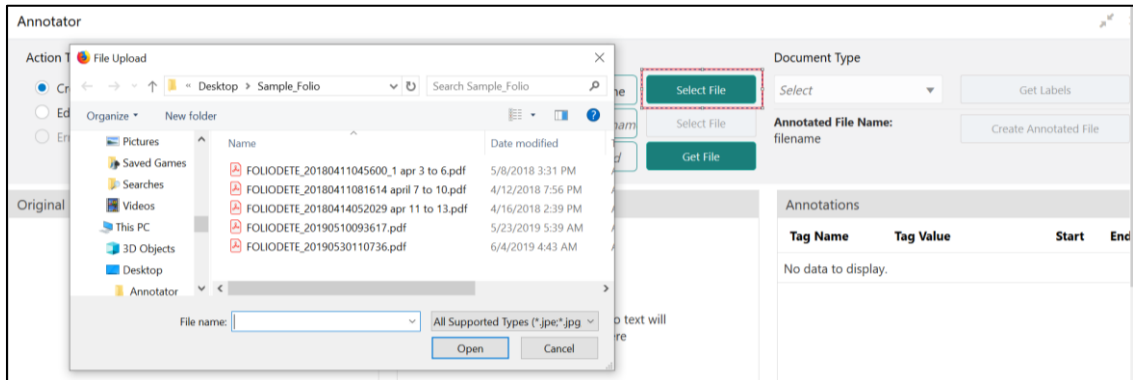 Annotator
Action T
File Upload
Document Type
Cr
Desktop > Sample_Folio
Search Sample_Folio
ne
Select File
Select
Get Labels
Ed
Organize
New folder
nam
Select File
Annotated File Name:
filename
Create Annotated File
En
d
Get File
Pictures
Saved Games
Searches
Videos
This PC
3D Objects
Desktop
Annotator
Name
Date modified
FOLIODETE_20180411045600_1 apr 3 to 6.pdf
5/8/2018 3:31 PM
FOLIODETE_20180411081614 april 7 to 10.pdf
4/12/2018 7:56 PM
FOLIODETE_20180414052029 apr 11 to 13.pdf
4/16/2018 2:39 PM
FOLIODETE_20190510093617.pdf
5/23/2019 5:39 AM
FOLIODETE_20190530110736.pdf
6/4/2019 4:43 AM
Original
Annotations
Tag Name
Tag Value
Start
End
No data to display.
File name:
All Supported Types (*.jpe;*.jpg
Open
Cancel
o text will
re